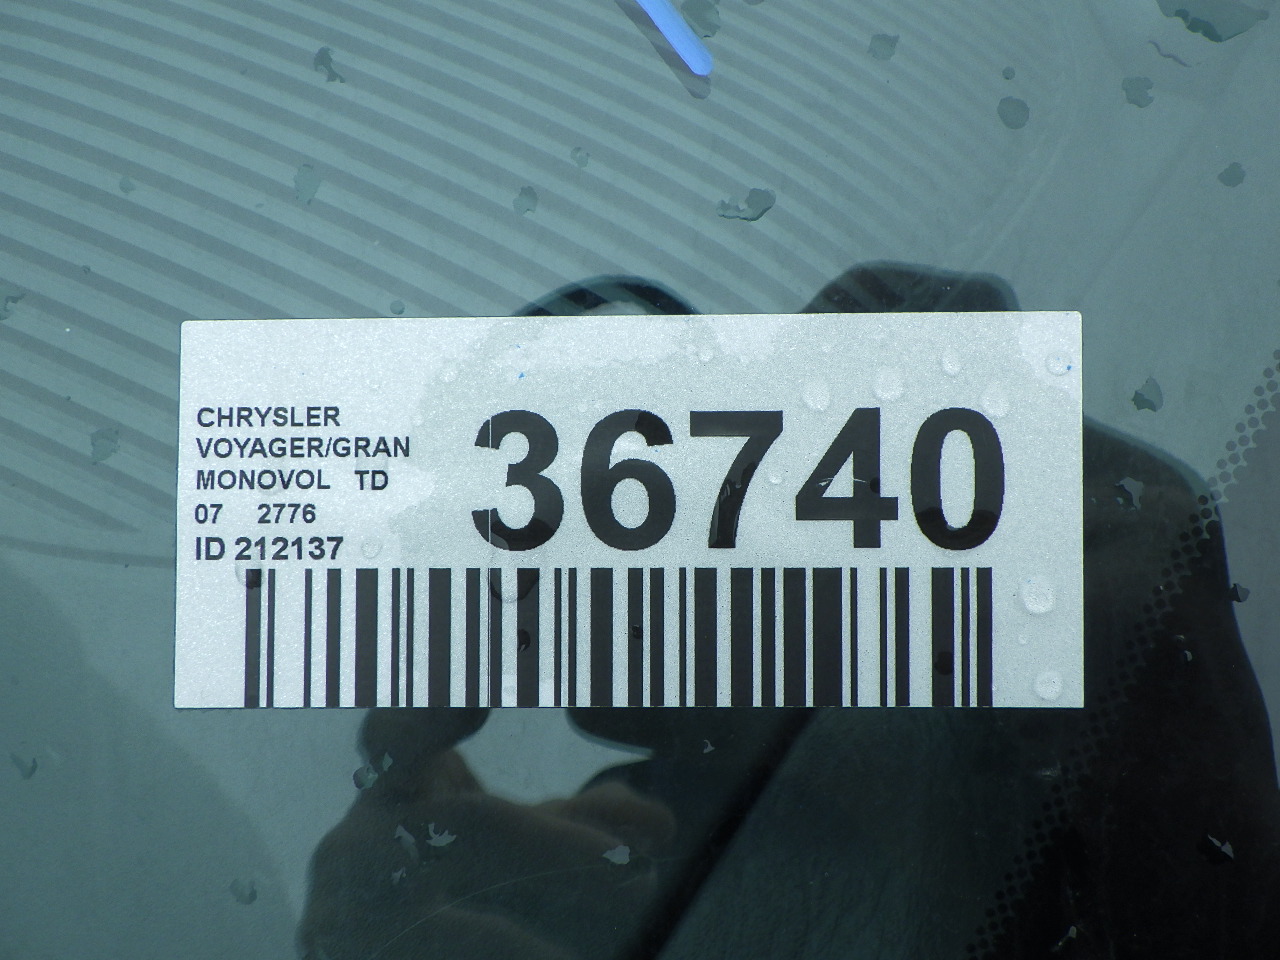 CHRYSLER
VOYAGER/GRAN
MONOVOL TD
07 2776
ID 212137
36740